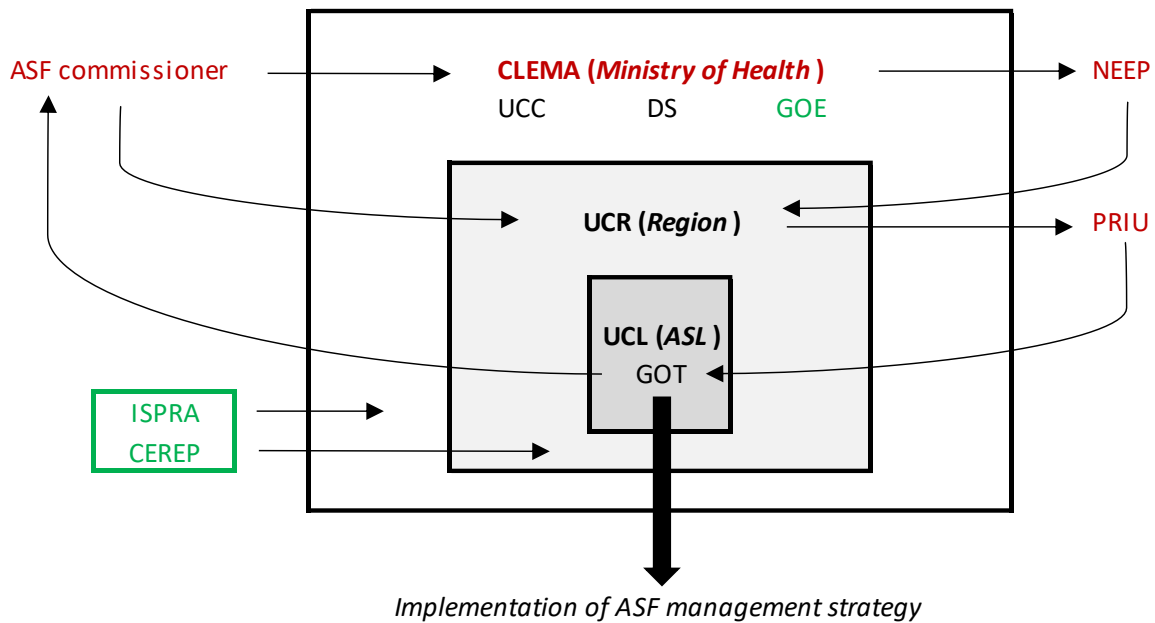 ASF commissioner
CLEMA (Ministry of Health)
NEEP
UCC DS GOE
UCR (Region)
PRIU
UCL (ASL)
GOT
ISPRA
CEREP
Implementation of ASF management strategy